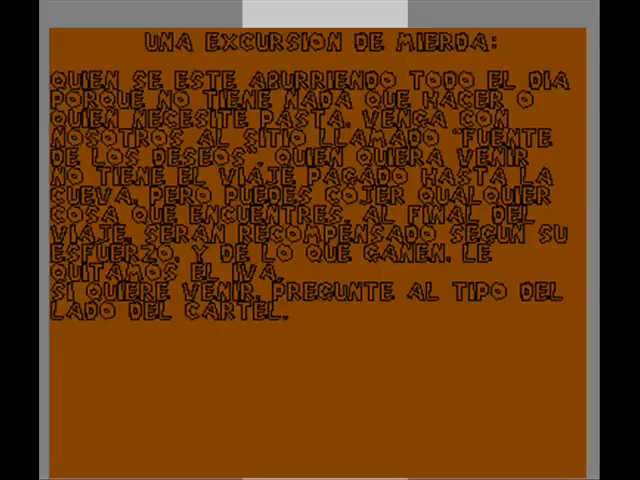 UNA EXCURSION DE MIERDA:
QUIEN SE ESTE ABURRIENDO TODO EL DIA
PORQUE NO TIENE NADA QUE HACER O
QUIEN NECESITE PASTA, VENGA CON
NOSOTROS AL SITIO LLAMADO "FUENTE
DE LOS DESEOS". QUIEN QUIERA VENIR
NO TIENE EL VIAJE PAGADO HASTA LA
CUEVA, PERO PUEDES COJER QUALQUIER
COSA QUE ENCUENTRES. AL FINAL DEL
VIAJE, SERAN RECOMPENSADO SEGUN SU
ESFUERZO. Y DE LO QUE GANEN, LE
QUITAMOS EL IVA.
SI QUIERE VENIR, PREGUNTE AL TIPO DEL
LADO DEL CARTEL.